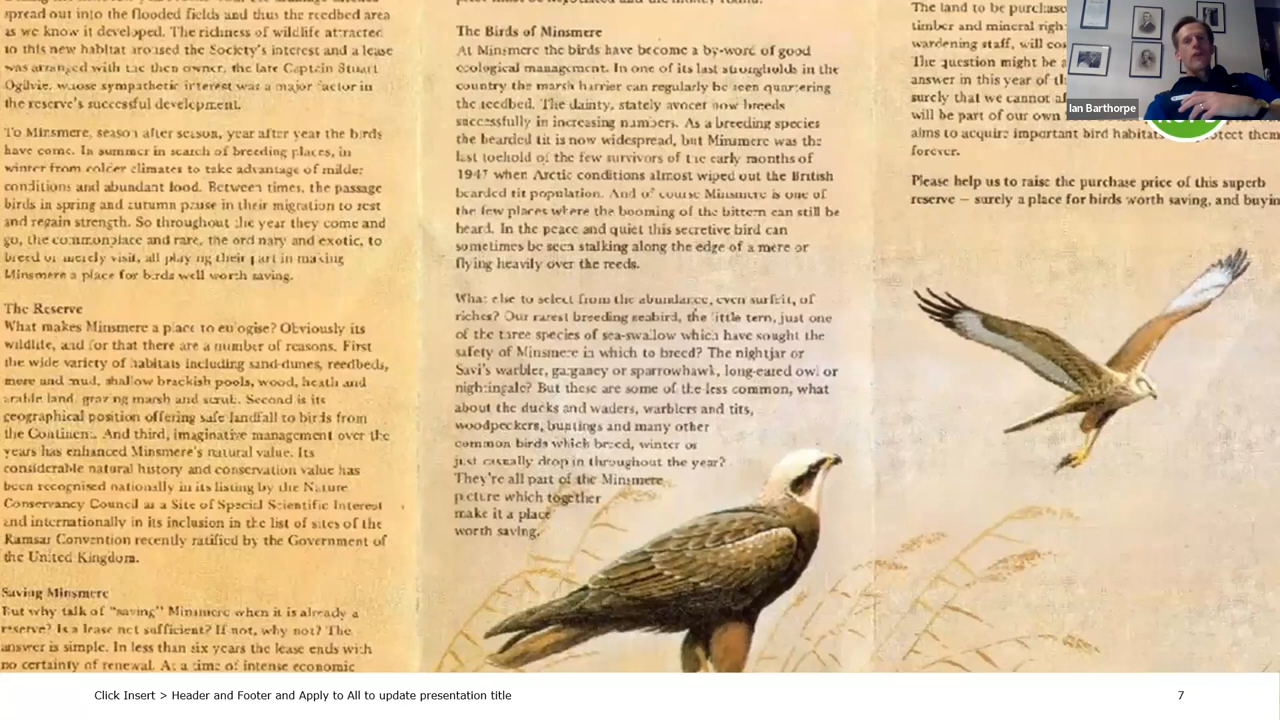 spread out into the flooded fields and thus the reedbed area
as we know it developed. The richness of wildlife attracted
to this new habitat aroused the Society's interest and a lease
was arranged with the then owner, the late Captain Stuart
Ogilvie, whose sympathetic interest was a major factor in
the reserve's successful development.
To Minsmere, season after season, year after year the birds
have come. In summer in search of breeding places, in
winter from colder climates to take advantage of milder
conditions and abundant food. Between times, the passage
birds in spring and autumn pause in their migration to rest
and regain strength. So throughout the year they come and
go, the commonplace and rare, the ordinary and exotic, to
breed or merely visit, all playing their part in making
Minsmere a place for birds well worth saving.
The Reserve
What makes Minsmere a place to eulogise? Obviously its
wildlife, and for that there are a number of reasons. First
the wide variety of habitats including sand-dunes, reedbeds,
mere and mud, shallow brackish pools, wood, heath and
arable land, grazing marsh and scrub. Second is its
geographical position offering safe landfall to birds from
the Continent. And third, imaginative management over the
years has enhanced Minsmere's natural value. Its
considerable natural history and conservation value has
been recognised nationally in its listing by the Nature
Conservancy Council as a Site of Special Scientific Interest
and internationally in its inclusion in the list of sites of the
Ramsar Convention recently ratified by the Government of
the United Kingdom.
Saving Minsmere
But why talk of "saving" Minsmere when it is already a
reserve? Is a lease not sufficient? If not, why not? The
answer is simple. In less than six years the lease ends with
no certainty of renewal. At a time of intense economic
The Birds of Minsmere
At Minsmere the birds have become a by-word of good
ecological management. In one of its last strongholds in the
country the marsh harrier can regularly be seen quartering
the reedbed. The dainty, stately avocet now breeds
successfully in increasing numbers. As a breeding species
the bearded tit is now widespread, but Minsmere was the
last toehold of the few survivors of the early months of
1947 when Arctic conditions almost wiped out the British
bearded tit population. And of course Minsmere is one of
the few places where the booming of the bittern can still be
heard. In the peace and quiet this secretive bird can
sometimes be seen stalking along the edge of a mere or
flying heavily over the reeds.
What else to select from the abundance, even surfeit, of
riches? Our rarest breeding seabird, the little tern, just one
of the three species of sea-swallow which have sought the
safety of Minsmere in which to breed? The nightjar or
Savi's warbler, garganey or sparrowhawk, long-eared owl or
nightingale? But these are some of the less common, what
about the ducks and waders, warblers and tits,
woodpeckers, buntings and many other
common birds which breed, winter or
just casually drop in throughout the year?
They're all part of the Minsmere
picture which together
make it a place
worth saving.
The land to be purchase
timber and mineral righ
wardening staff, will co
The question might be a
answer in this year of th
surely that we cannot a
will be part of our own
aims to acquire important bird habitats protect them
forever.
Please help us to raise the purchase price of this superb
reserve – surely a place for birds worth saving, and buyin
Ian Barthorpe
Click Insert > Header and Footer and Apply to All to update presentation title
7